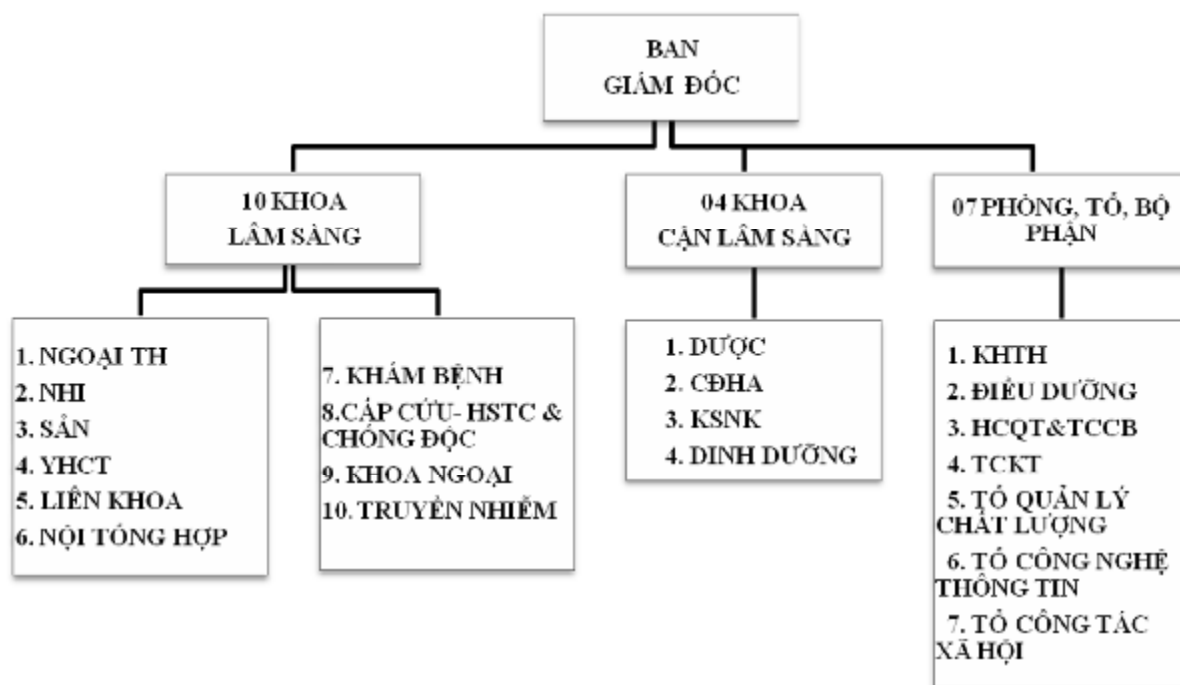 BAN
GIÁM ĐỐC
10 KHOA
LÂM SÀNG
04 KHOA
CẬN LÂM SÀNG
07 PHÒNG, TỔ, BỘ
PHẬN
1. NGOẠI TH
2. NHI
3. SẢN
4. YHCT
5. LIÊN KHOA
6. NỘI TỔNG HỢP
7. KHÁM BỆNH
8.CẤP CỨU- HSTC &
CHỐNG ĐỘC
9. KHOA NGOẠI
10. TRUYỀN NHIỄM
1. DƯỢC
2. CĐHA
3. KSNK
4. DINH DƯỠNG
1. KHTH
2. ĐIỀU DƯỠNG
3. HCQT&TCCB
4. TCKT
5. TỔ QUẢN LÝ
CHẤT LƯỢNG
6. TỔ CÔNG NGHỆ
THÔNG TIN
7. TỔ CÔNG TÁC
XÃ HỘI